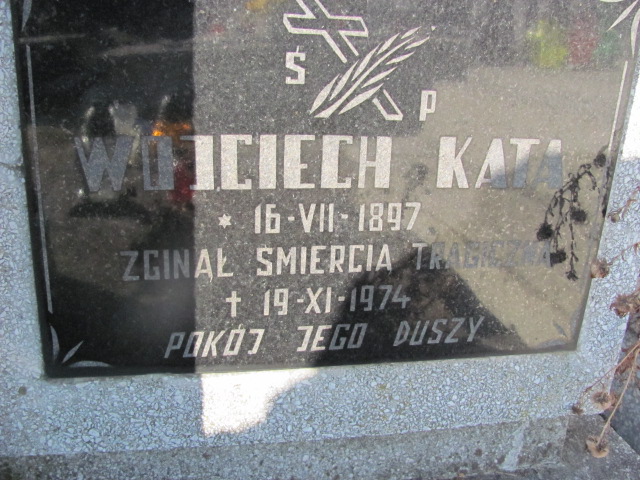 Ś P
WOJCIECH KATA
* 16-VII-1897
ZGINĄŁ ŚMIERCIĄ TRAGICZNĄ
† 19-XI-1974
POKÓJ JEGO DUSZY